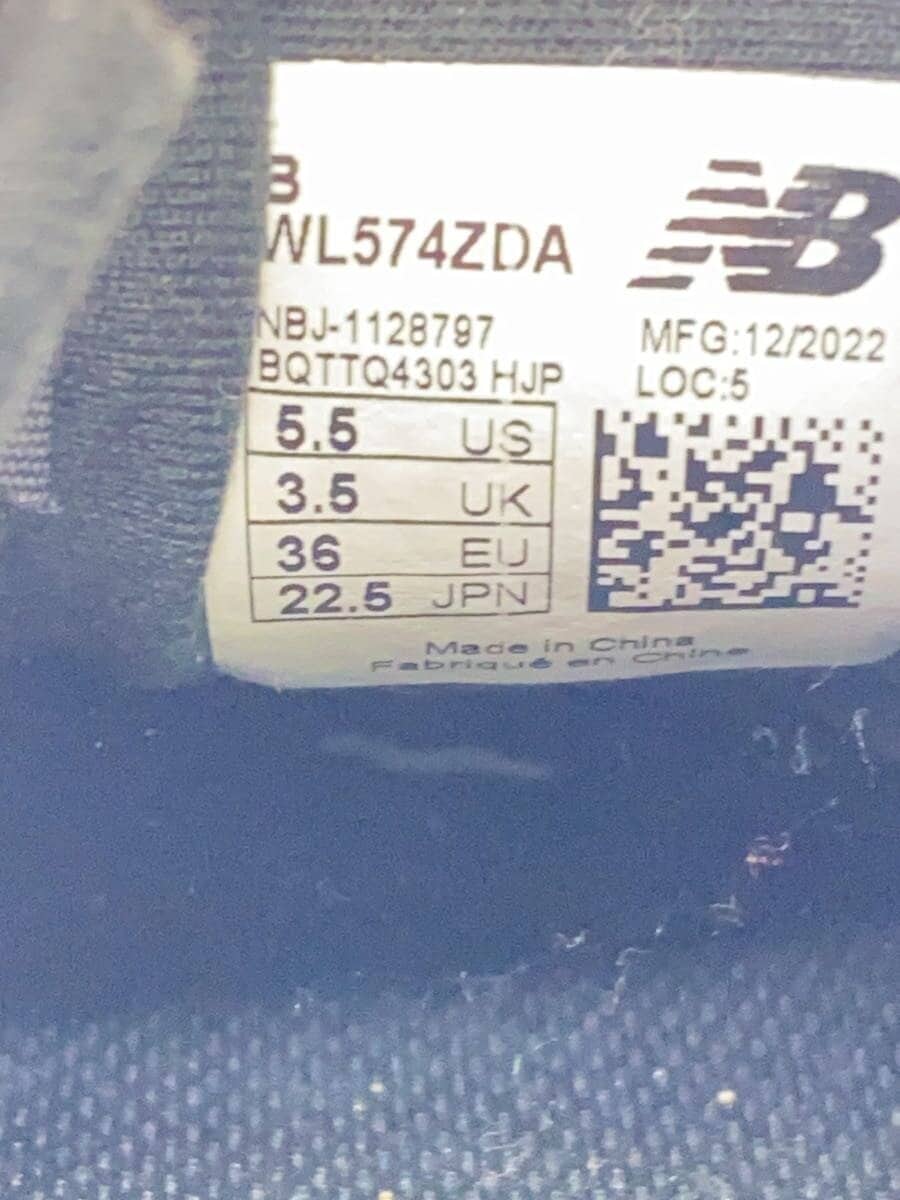 B
WL574ZDA
NB
NBJ-1128797
BQTTQ4303 HJP
MFG:12/2022
LOC:5
5.5 US
3.5 UK
36 EU
22.5 JPN
Made in China
Fabriqué en Chine